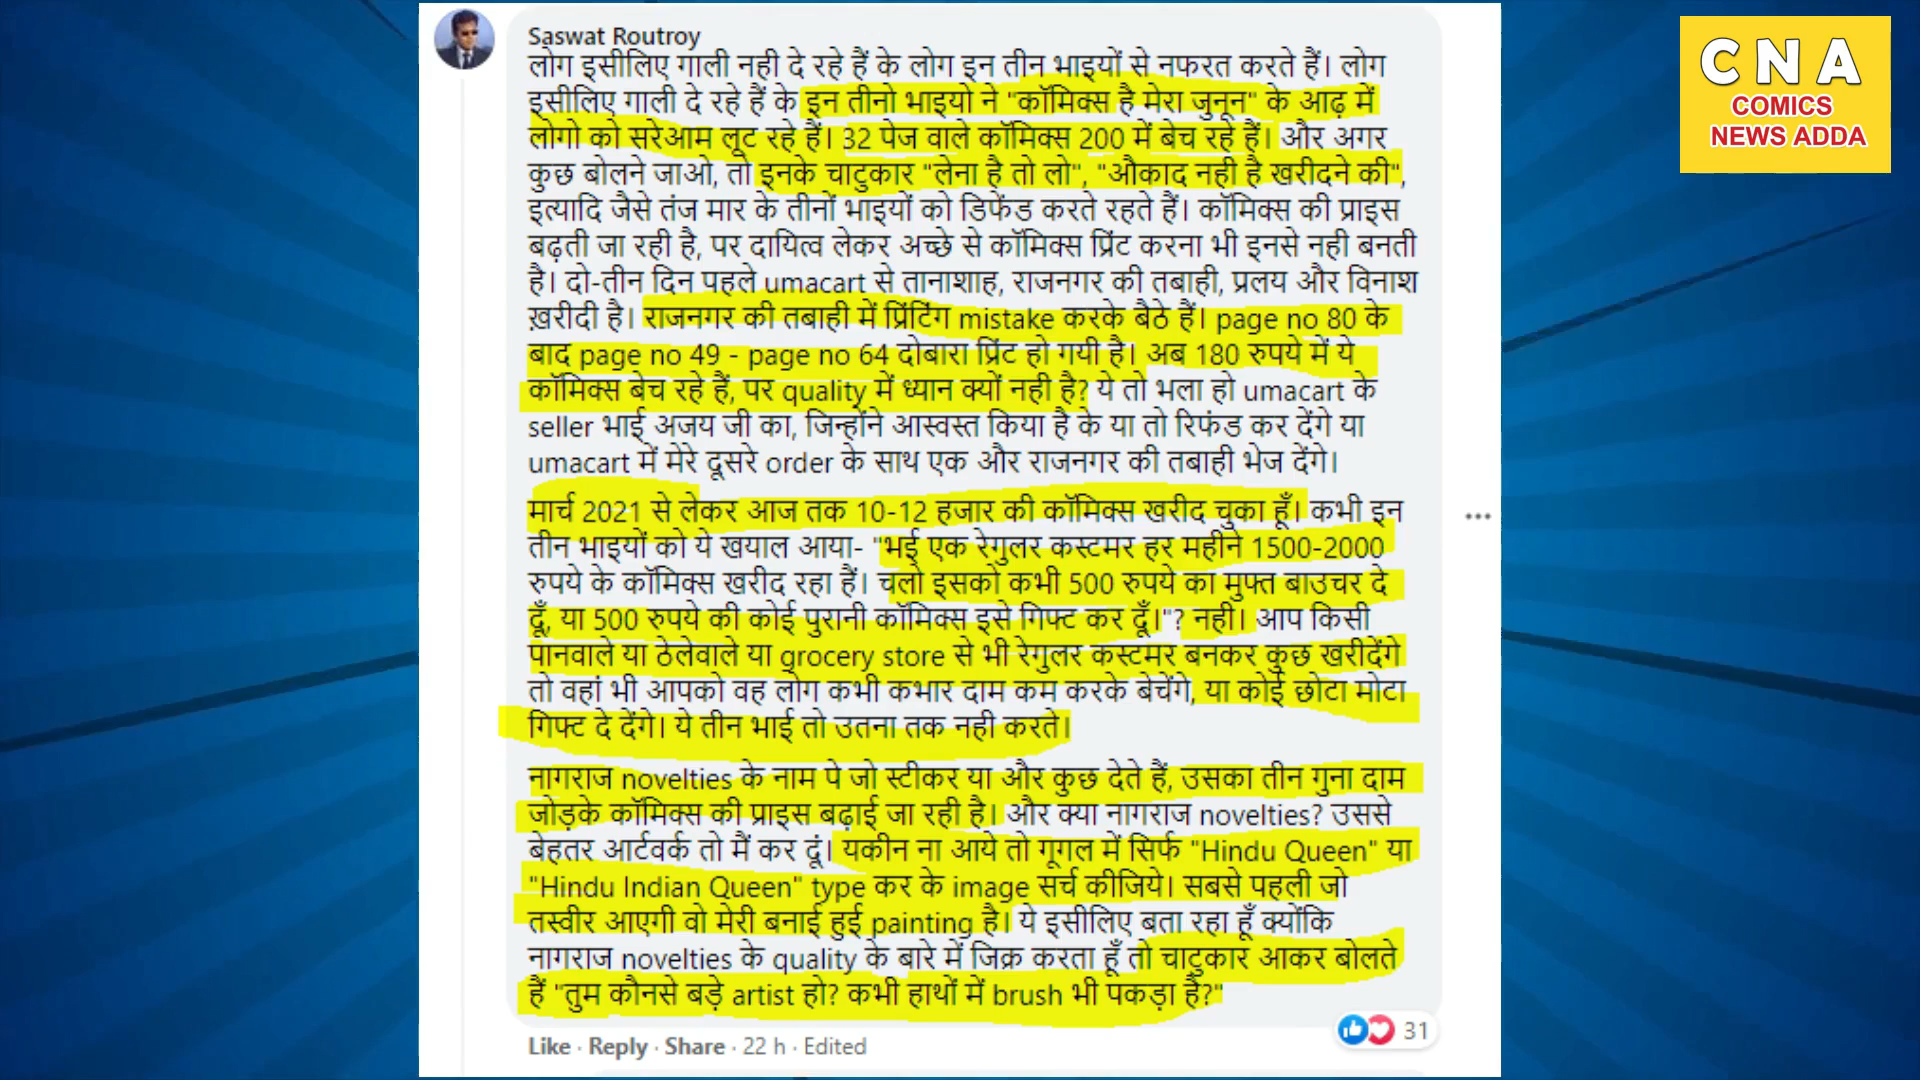 Saswat Routroy
लोग इसीलिए गाली नही दे रहे हैं के लोग इन तीन भाइयों से नफरत करते हैं। लोग
इसीलिए गाली दे रहे हैं के इन तीनो भाइयो ने "कॉमिक्स है मेरा जुनून" के आढ़ में
लोगो को सरेआम लूट रहे हैं। 32 पेज वाले कॉमिक्स 200 में बेच रहे हैं। और अगर
कुछ बोलने जाओ, तो इनके चाटुकार "लेना है तो लो", "औकाद नही है खरीदने की",
इत्यादि जैसे तंज मार के तीनों भाइयों को डिफेंड करते रहते हैं। कॉमिक्स की प्राइस
बढ़ती जा रही है, पर दायित्व लेकर अच्छे से कॉमिक्स प्रिंट करना भी इनसे नही बनती
है। दो-तीन दिन पहले umacart से तानाशाह, राजनगर की तबाही, प्रलय और विनाश
ख़रीदी है। राजनगर की तबाही में प्रिंटिंग mistake करके बैठे हैं। page no 80 के
बाद page no 49 - page no 64 दोबारा प्रिंट हो गयी है। अब 180 रुपये में ये
कॉमिक्स बेच रहे हैं, पर quality में ध्यान क्यों नही है? ये तो भला हो umacart के
seller भाई अजय जी का, जिन्होंने आस्वस्त किया है के या तो रिफंड कर देंगे या
umacart में मेरे दूसरे order के साथ एक और राजनगर की तबाही भेज देंगे।
मार्च 2021 से लेकर आज तक 10-12 हजार की कॉमिक्स खरीद चुका हूँ। कभी इन
तीन भाइयों को ये खयाल आया- "भई एक रेगुलर कस्टमर हर महीने 1500-2000
रुपये के कॉमिक्स खरीद रहा हैं। चलो इसको कभी 500 रुपये का मुफ्त बाउचर दे
दूँ, या 500 रुपये की कोई पुरानी कॉमिक्स इसे गिफ्ट कर दूँ।"? नही। आप किसी
पानवाले या ठेलेवाले या grocery store से भी रेगुलर कस्टमर बनकर कुछ खरीदेंगे
तो वहां भी आपको वह लोग कभी कभार दाम कम करके बेचेंगे, या कोई छोटा मोटा
गिफ्ट दे देंगे। ये तीन भाई तो उतना तक नही करते।
नागराज novelties के नाम पे जो स्टीकर या और कुछ देते हैं, उसका तीन गुना दाम
जोड़के कॉमिक्स की प्राइस बढ़ाई जा रही है। और क्या नागराज novelties? उससे
बेहतर आर्टवर्क तो मैं कर दूं। यकीन ना आये तो गूगल में सिर्फ "Hindu Queen" या
"Hindu Indian Queen" type कर के image सर्च कीजिये। सबसे पहली जो
तस्वीर आएगी वो मेरी बनाई हुई painting है। ये इसीलिए बता रहा हूँ क्योंकि
नागराज novelties के quality के बारे में जिक्र करता हूँ तो चाटुकार आकर बोलते
हैं "तुम कौनसे बड़े artist हो? कभी हाथों में brush भी पकड़ा है?"
31
Like · Reply · Share · 22 h · Edited
CNA
COMICS
NEWS ADDA